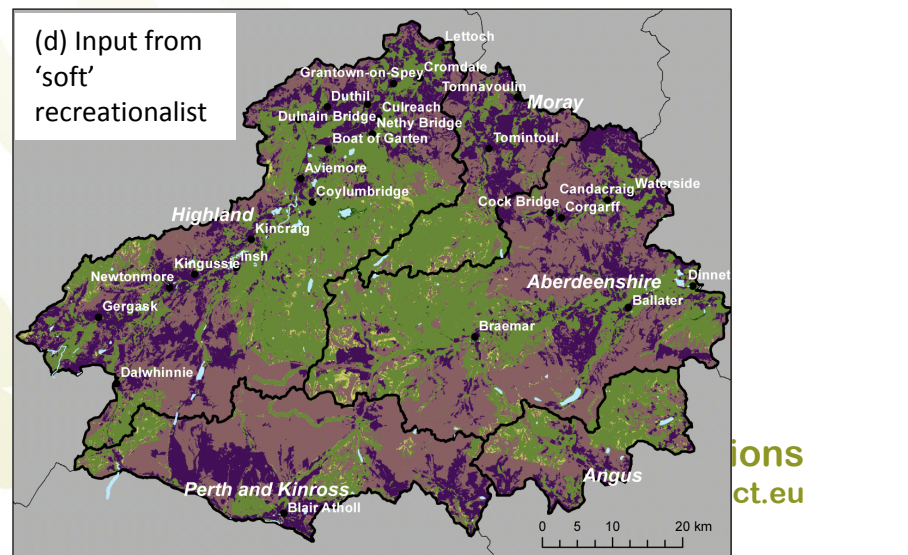 (d) Input from
‘soft’
recreationalist
Lettoch
Cromdale
Grantown-on-Spey
Tomnavoulin
Duthil
Moray
Culreach
Dulnain Bridge
Nethy Bridge
Boat of Garten
Tomintoul
Aviemore
Candacraig
Waterside
Coylumbridge
Cock Bridge
Corgarff
Highland
Kincraig
Insh
Kingussie
Newtonmore
Dinnet
Aberdeenshire
Ballater
Gergask
Braemar
Dalwhinnie
ions
Angus
Perth and Kinross
ct.eu
Blair Atholl
0 5 10 20 km